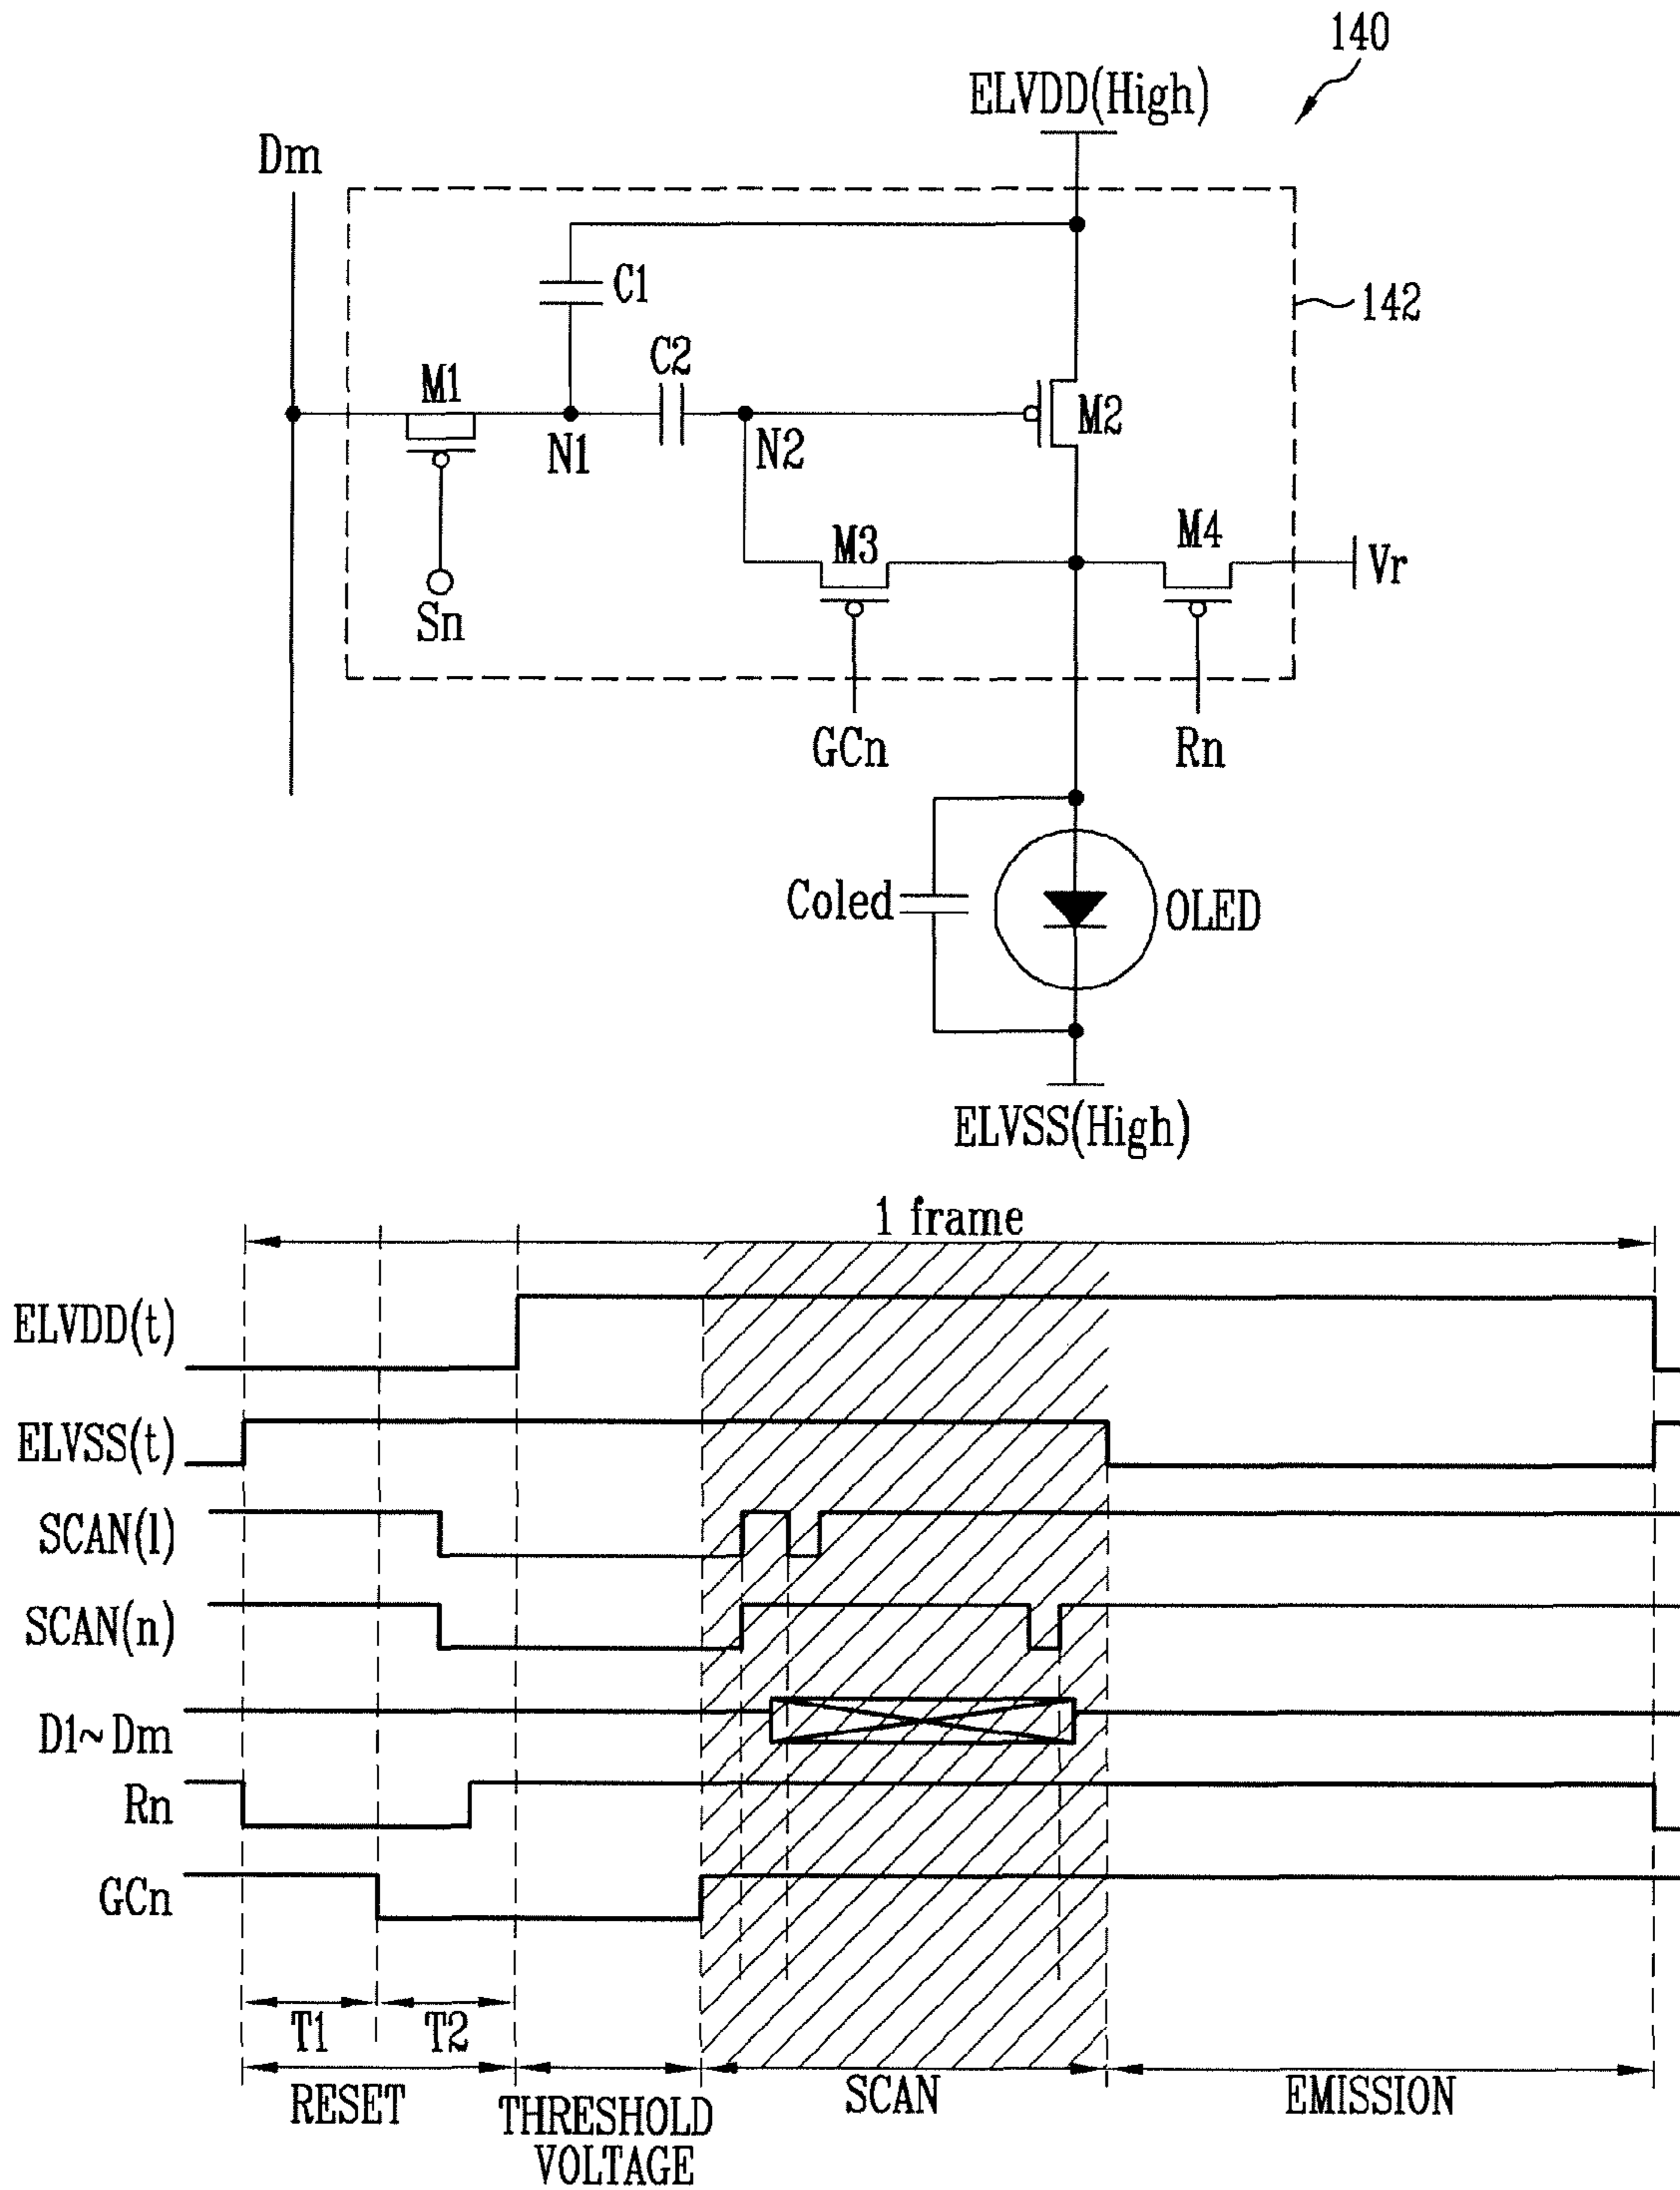 140
ELVDD(High)
Dm
C1
142
C2
M1
M2
N1
N2
M3
M4
Vr
Sn
GCn
Rn
Coled
OLED
ELVSS(High)
1 frame
ELVDD(t)
ELVSS(t)
SCAN(1)
SCAN(n)
D1~Dm
Rn
GCn
T1
T2
RESET
THRESHOLD
VOLTAGE
SCAN
EMISSION